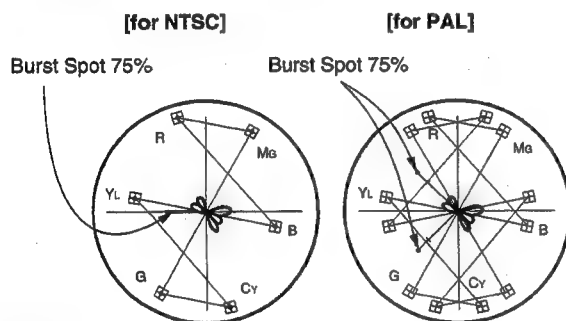 [for NTSC] [for PAL]
Burst Spot 75% Burst Spot 75%
R MG R MG
YL B YL B
G CY G CY